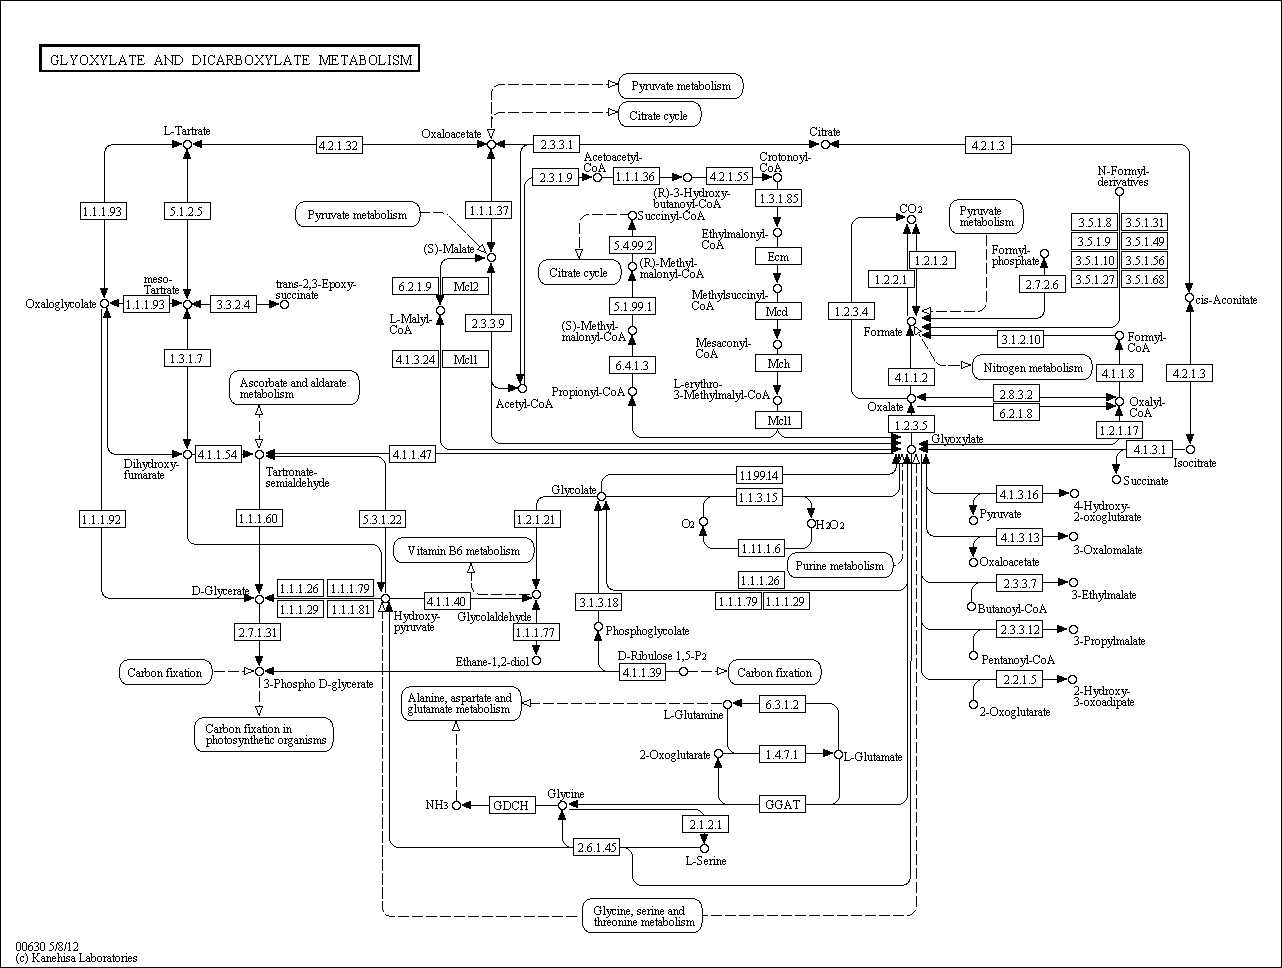 GLYOXYLATE AND DICARBOXYLATE METABOLISM
Pyruvate metabolism
Citrate cycle
L-Tartrate
4.2.1.32
Oxaloacetate
2.3.3.1
Citrate
4.2.1.3
Acetoacetyl-
CoA
Crotonoyl-
CoA
2.3.1.9
1.1.1.36
4.2.1.55
(R)-3-Hydroxy-
butanoyl-CoA
1.3.1.85
N-Formyl-
derivatives
1.1.1.93
5.1.2.5
Pyruvate metabolism
1.1.1.37
Succinyl-CoA
CO2
Pyruvate
metabolism
3.5.1.8
3.5.1.31
3.5.1.9
3.5.1.49
3.5.1.10
3.5.1.56
3.5.1.27
3.5.1.68
Ethylmalonyl-
CoA
5.4.99.2
(S)-Malate
Ecm
1.2.1.2
Formyl-
phosphate
Citrate cycle
(R)-Methyl-
malonyl-CoA
1.2.2.1
2.7.2.6
meso-
Tartrate
trans-2,3-Epoxy-
succinate
6.2.1.9
Mcl2
Methylsuccinyl-
CoA
cis-Aconitate
Oxaloglycolate
1.1.1.93
3.3.2.4
5.1.99.1
Mcd
1.2.3.4
L-Malyl-
CoA
2.3.3.9
(S)-Methyl-
malonyl-CoA
Formate
3.1.2.10
Formyl-
CoA
Mesaconyl-
CoA
1.3.1.7
4.1.3.24
Mcl1
6.4.1.3
Mch
Nitrogen metabolism
4.1.1.2
4.1.1.8
4.2.1.3
Ascorbate and aldarate
metabolism
Acetyl-CoA
Propionyl-CoA
L-erythro-
3-Methylmalyl-CoA
2.8.3.2
6.2.1.8
Oxalate
Oxalyl-
CoA
Mcl1
1.2.3.5
1.2.1.17
Glyoxylate
4.1.3.1
Isocitrate
Dihydroxy-
fumarate
4.1.1.54
Tartronate-
semialdehyde
4.1.1.47
Succinate
1.1.99.14
Glycolate
1.1.3.15
4.1.3.16
4-Hydroxy-
2-oxoglutarate
Pyruvate
1.1.1.92
1.1.1.60
5.3.1.22
1.2.1.21
O2
H2O2
4.1.3.13
3-Oxalomalate
Oxaloacetate
Vitamin B6 metabolism
1.11.1.6
Purine metabolism
1.1.1.26
1.1.1.79
1.1.1.29
2.3.3.7
3-Ethylmalate
Butanoyl-CoA
D-Glycerate
1.1.1.26
1.1.1.79
1.1.1.29
1.1.1.81
Hydroxy-
pyruvate
4.1.1.40
Glycolaldehyde
3.1.3.18
2.3.3.12
3-Propylmalate
Pentanoyl-CoA
2.7.1.31
1.1.1.77
Phosphoglycolate
Ethane-1,2-diol
D-Ribulose 1,5-P2
Carbon fixation
3-Phospho D-glycerate
4.1.1.39
Carbon fixation
2.2.1.5
2-Hydroxy-
3-oxoadipate
2-Oxoglutarate
Alanine, aspartate and
glutamate metabolism
L-Glutamine
6.3.1.2
Carbon fixation in
photosynthetic organisms
2-Oxoglutarate
1.4.7.1
L-Glutamate
NH3
GDCH
Glycine
GGAT
2.1.2.1
2.6.1.45
L-Serine
Glycine, serine and
threonine metabolism
00630 5/8/12
(c) Kanehisa Laboratories